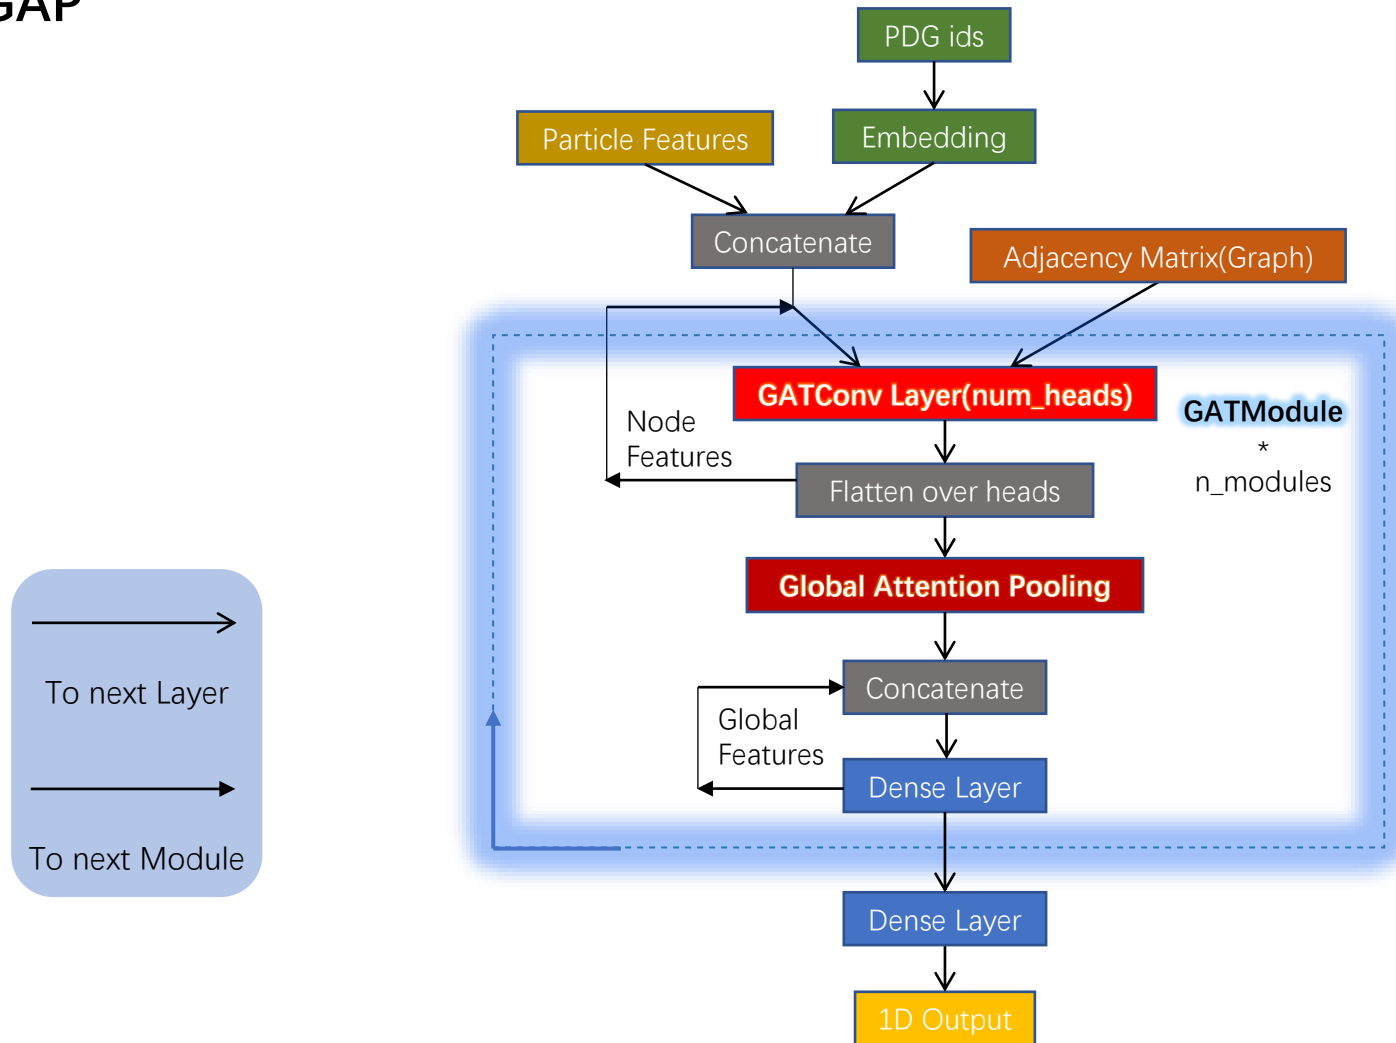 GAP
PDG ids
Particle Features
Embedding
Concatenate
Adjacency Matrix(Graph)
GATConv Layer(num_heads)
GATModule
*
n_modules
Node
Features
Flatten over heads
Global Attention Pooling
Concatenate
Global
Features
Dense Layer
To next Layer
To next Module
Dense Layer
1D Output